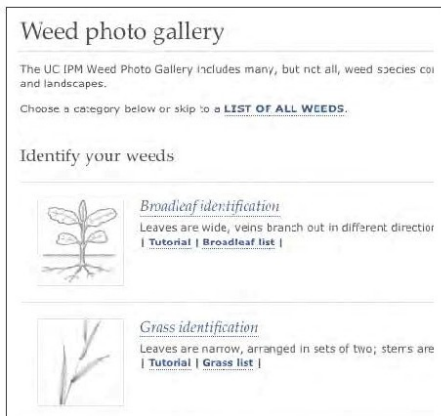 Weed photo gallery
The UC IPM Weed Photo Gallery includes many, but not all, weed species
and landscapes.
Choose a category below or skip to a LIST OF ALL WEEDS.
Identify your weeds
Broadleaf identification
Leaves are wide, veins branch out in different
| Tutorial | Broadleaf list |
Grass identification
Leaves are narrow, arranged in sets of two; stems are
| Tutorial | Grass list |